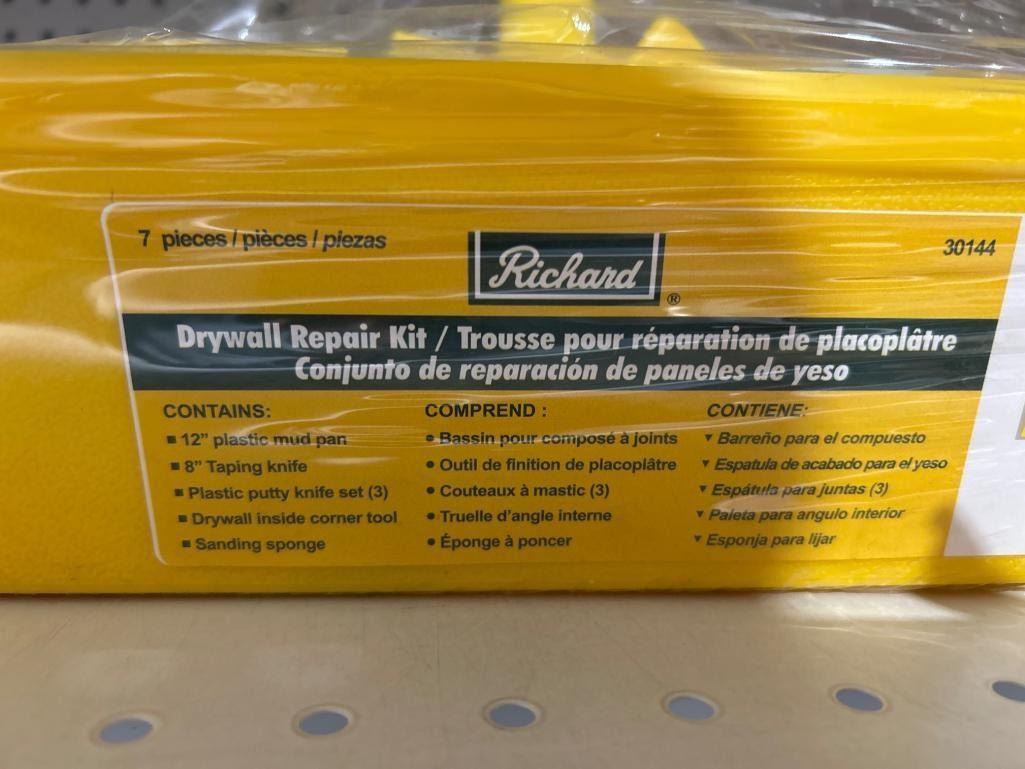 7 pieces / pièces / piezas
Richard ®
30144
Drywall Repair Kit / Trousse pour réparation de placoplâtre
Conjunto de reparación de paneles de yeso
CONTAINS:
▪ 12” plastic mud pan
▪ 8” Taping knife
▪ Plastic putty knife set (3)
▪ Drywall inside corner tool
▪ Sanding sponge
COMPREND :
• Bassin pour composé à joints
• Outil de finition de placoplâtre
• Couteaux à mastic (3)
• Truelle d’angle interne
• Éponge à poncer
CONTIENE:
▾ Barreño para el compuesto
▾ Espatula de acabado para el yeso
▾ Espátula para juntas (3)
▾ Paleta para angulo interior
▾ Esponja para lijar